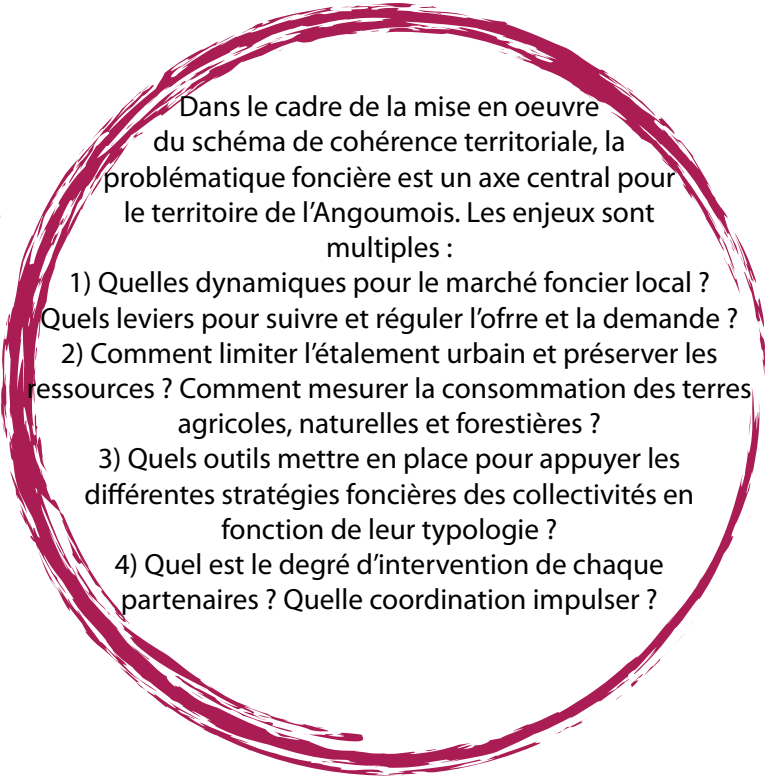 Dans le cadre de la mise en oeuvre
du schéma de cohérence territoriale, la
problématique foncière est un axe central pour
le territoire de l’Angoumois. Les enjeux sont
multiples :
1) Quelles dynamiques pour le marché foncier local ?
Quels leviers pour suivre et réguler l’ofrre et la demande ?
2) Comment limiter l’étalement urbain et préserver les
ressources ? Comment mesurer la consommation des terres
agricoles, naturelles et forestières ?
3) Quels outils mettre en place pour appuyer les
différentes stratégies foncières des collectivités en
fonction de leur typologie ?
4) Quel est le degré d’intervention de chaque
partenaires ? Quelle coordination impulser ?